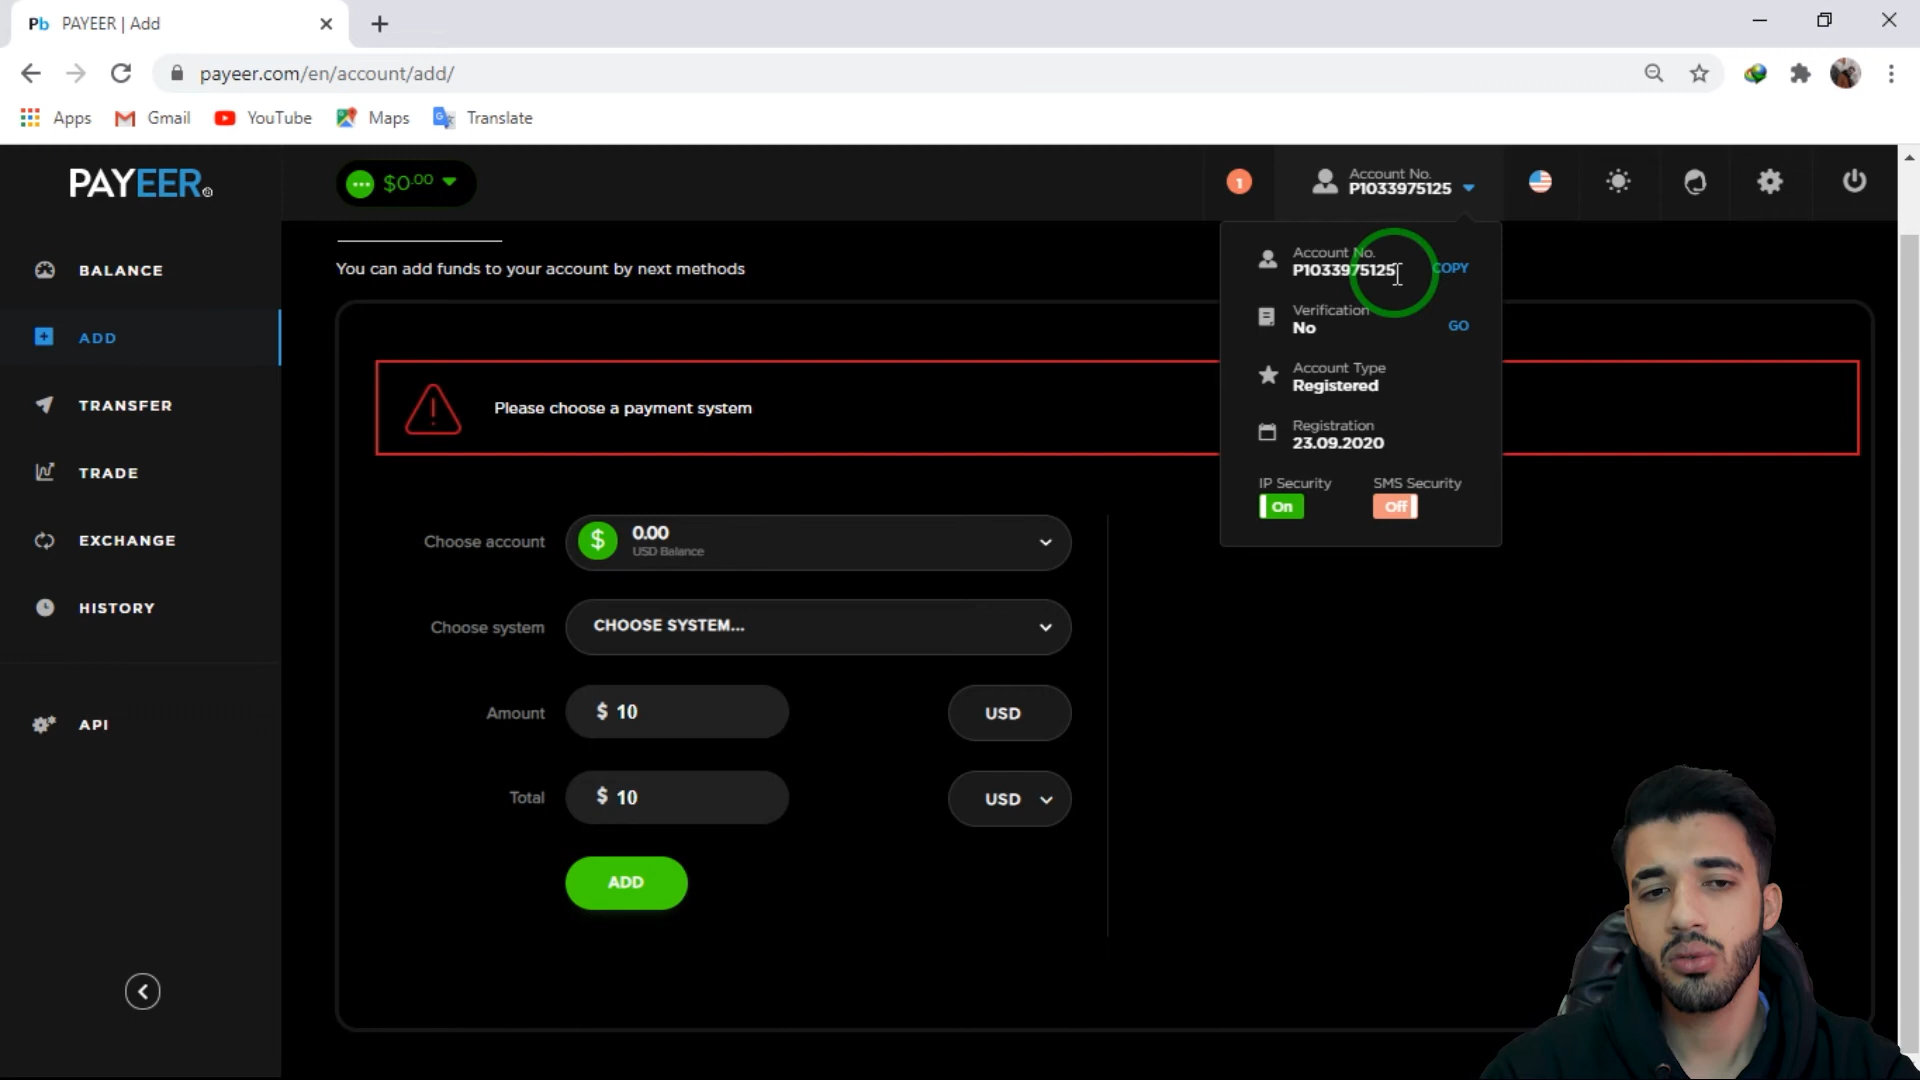 Pb PAYEER | Add
payeer.com/en/account/add/
Apps Gmail YouTube Maps Translate
PAYEER
$0.00
1
Account No.
P1033975125
BALANCE
ADD
TRANSFER
TRADE
EXCHANGE
HISTORY
API
You can add funds to your account by next methods
Please choose a payment system
Choose account
$
0.00
USD Balance
Choose system
CHOOSE SYSTEM...
Amount
$ 10
USD
Total
$ 10
USD
ADD
Account No.
P1033975125
COPY
Verification
No
GO
Account Type
Registered
Registration
23.09.2020
IP Security
On
SMS Security
Off